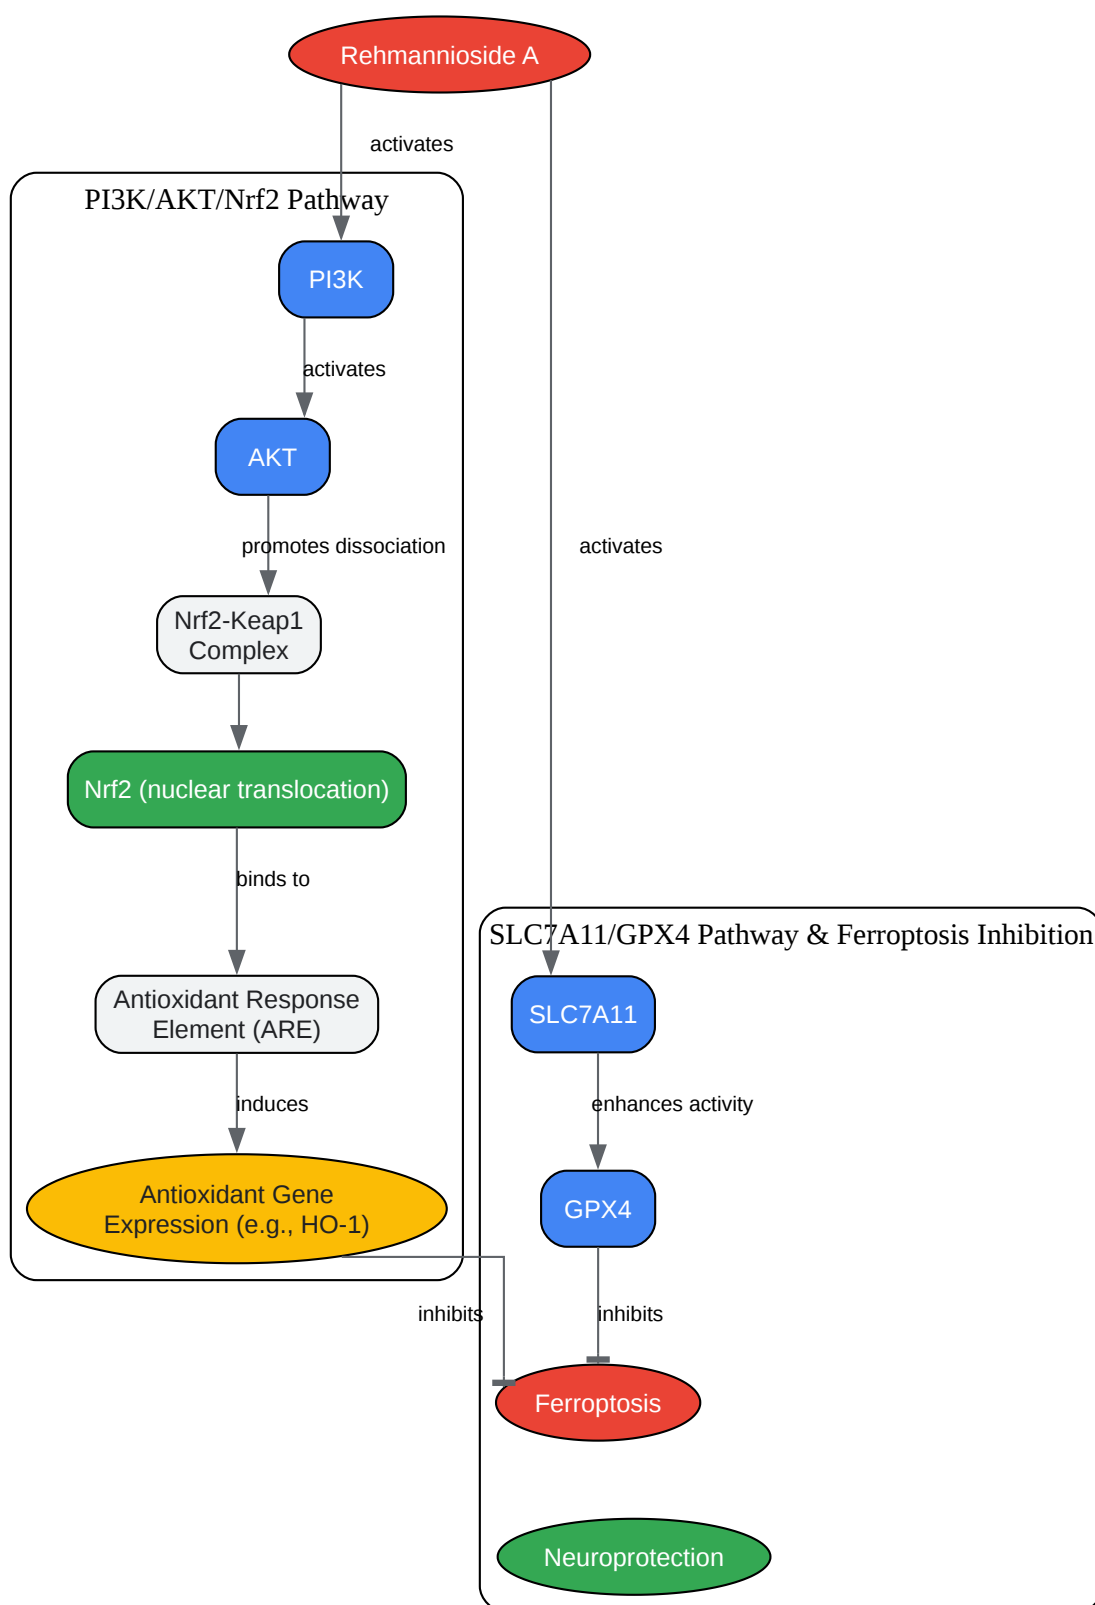 Rehmannioside A
activates
PI3K/AKT/Nrf2 Pathway
PI3K
activates
AKT
promotes dissociation
activates
Nrf2-Keap1
Complex
Nrf2 (nuclear translocation)
binds to
SLC7A11/GPX4 Pathway & Ferroptosis Inhibition
Antioxidant Response
Element (ARE)
SLC7A11
induces
enhances activity
Antioxidant Gene
Expression (e.g., HO-1)
GPX4
inhibits
inhibits
Ferroptosis
Neuroprotection